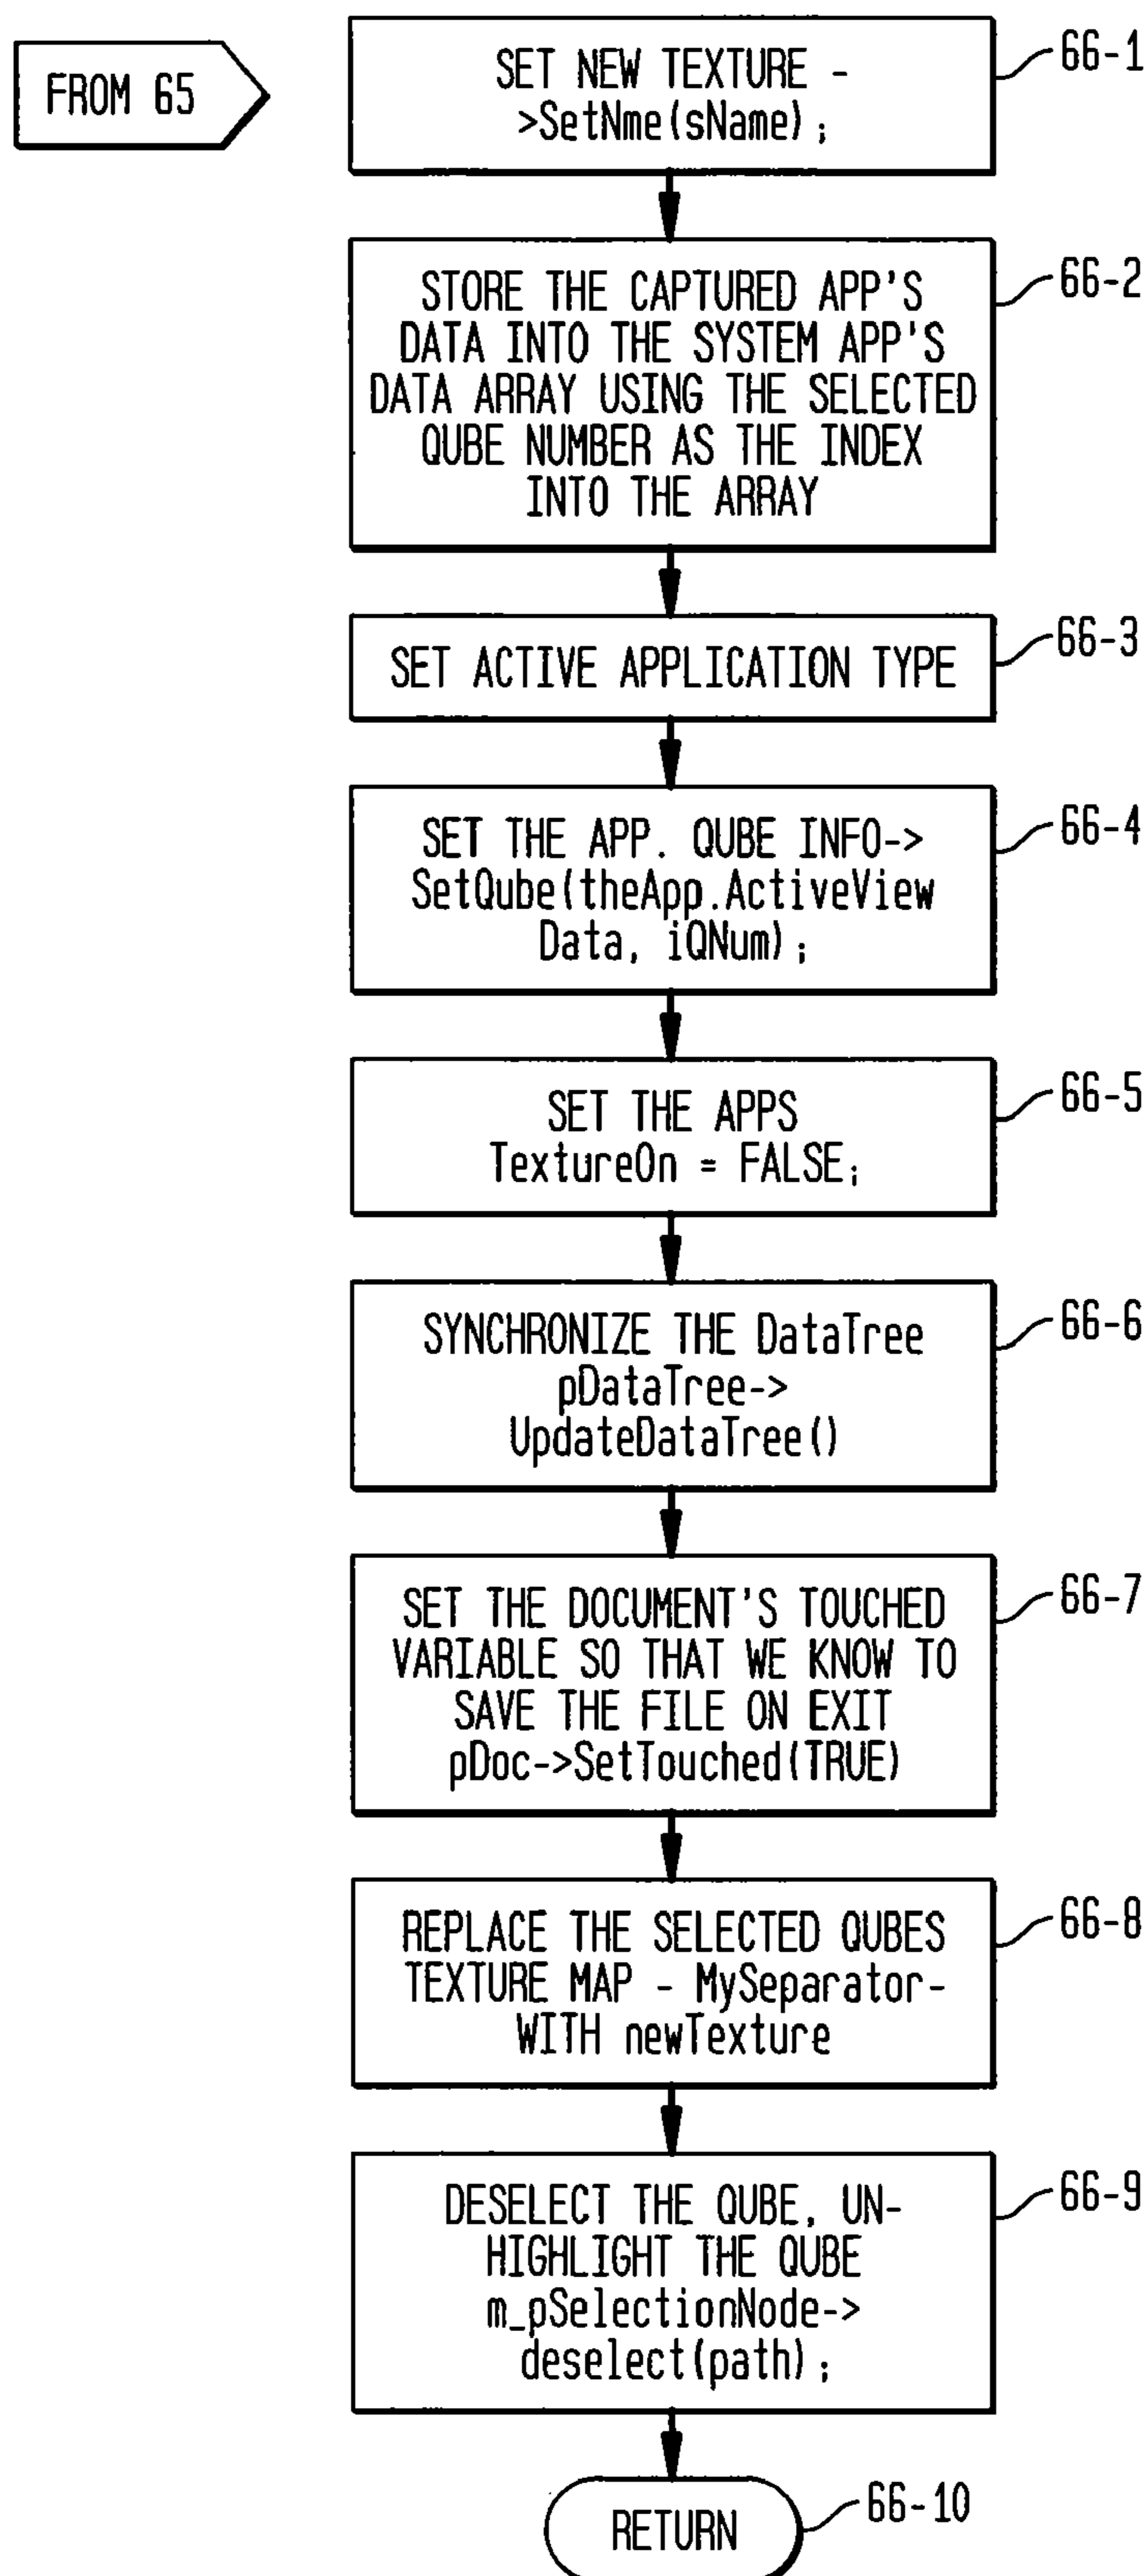 FROM 65
SET NEW TEXTURE -
>SetNme(sName);
66-1
STORE THE CAPTURED APP'S
DATA INTO THE SYSTEM APP'S
DATA ARRAY USING THE SELECTED
QUBE NUMBER AS THE INDEX
INTO THE ARRAY
66-2
SET ACTIVE APPLICATION TYPE
66-3
SET THE APP. QUBE INFO->
SetQube(theApp.ActiveView
Data, iQNum);
66-4
SET THE APPS
TextureOn = FALSE;
66-5
SYNCHRONIZE THE DataTree
pDataTree->
UpdateDataTree()
66-6
SET THE DOCUMENT'S TOUCHED
VARIABLE SO THAT WE KNOW TO
SAVE THE FILE ON EXIT
pDoc->SetTouched(TRUE)
66-7
REPLACE THE SELECTED QUBES
TEXTURE MAP - MySeparator-
WITH newTexture
66-8
DESELECT THE QUBE, UN-
HIGHLIGHT THE QUBE
m_pSelectionNode->
deselect(path);
66-9
RETURN
66-10